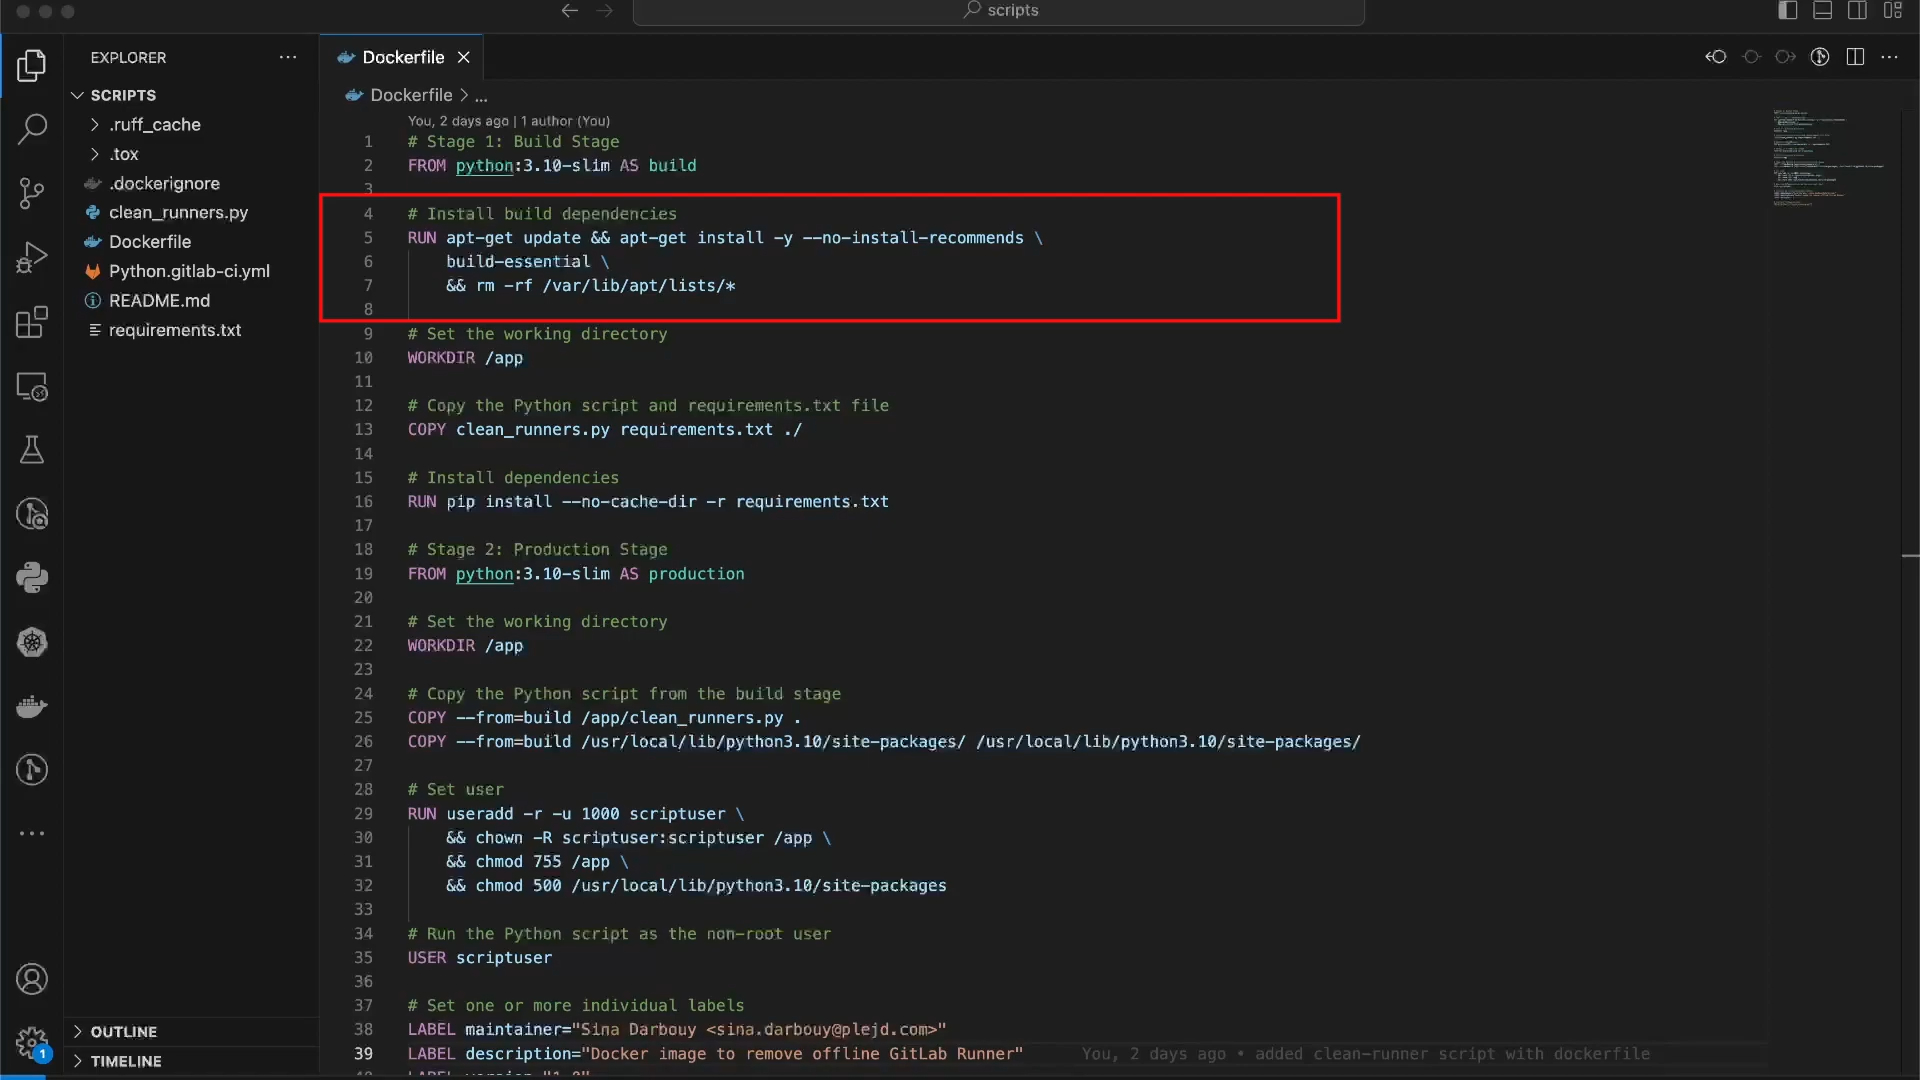 scripts
EXPLORER
SCRIPTS
.ruff_cache
.tox
.dockerignore
clean_runners.py
Dockerfile
Python.gitlab-ci.yml
README.md
requirements.txt
OUTLINE
TIMELINE
1
Dockerfile
Dockerfile > ...
You, 2 days ago | 1 author (You)
1 # Stage 1: Build Stage
2 FROM python:3.10-slim AS build
3
4 # Install build dependencies
5 RUN apt-get update && apt-get install -y --no-install-recommends \
6 build-essential \
7 && rm -rf /var/lib/apt/lists/*
8
9 # Set the working directory
10 WORKDIR /app
11
12 # Copy the Python script and requirements.txt file
13 COPY clean_runners.py requirements.txt ./
14
15 # Install dependencies
16 RUN pip install --no-cache-dir -r requirements.txt
17
18 # Stage 2: Production Stage
19 FROM python:3.10-slim AS production
20
21 # Set the working directory
22 WORKDIR /app
23
24 # Copy the Python script from the build stage
25 COPY --from=build /app/clean_runners.py .
26 COPY --from=build /usr/local/lib/python3.10/site-packages/ /usr/local/lib/python3.10/site-packages/
27
28 # Set user
29 RUN useradd -r -u 1000 scriptuser \
30 && chown -R scriptuser:scriptuser /app \
31 && chmod 755 /app \
32 && chmod 500 /usr/local/lib/python3.10/site-packages
33
34 # Run the Python script as the non-root user
35 USER scriptuser
36
37 # Set one or more individual labels
38 LABEL maintainer="Sina Darbouy <sina.darbouy@plejd.com>"
39 LABEL description="Docker image to remove offline GitLab Runner" You, 2 days ago • added clean-runner script with dockerfile